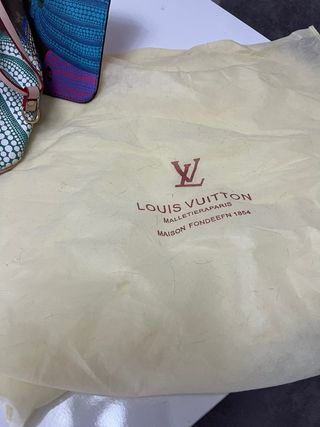 LV
LOUIS VUITTON
MALLETIERAPARIS
MAISON FONDEEFN 1854